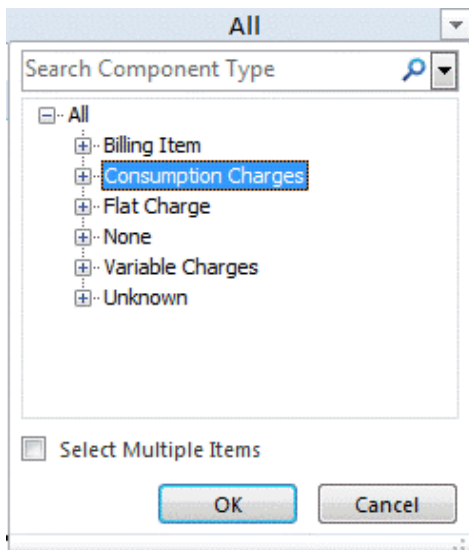 All
Search Component Type
All
Billing Item
Consumption Charges
Flat Charge
None
Variable Charges
Unknown
Select Multiple Items
OK Cancel